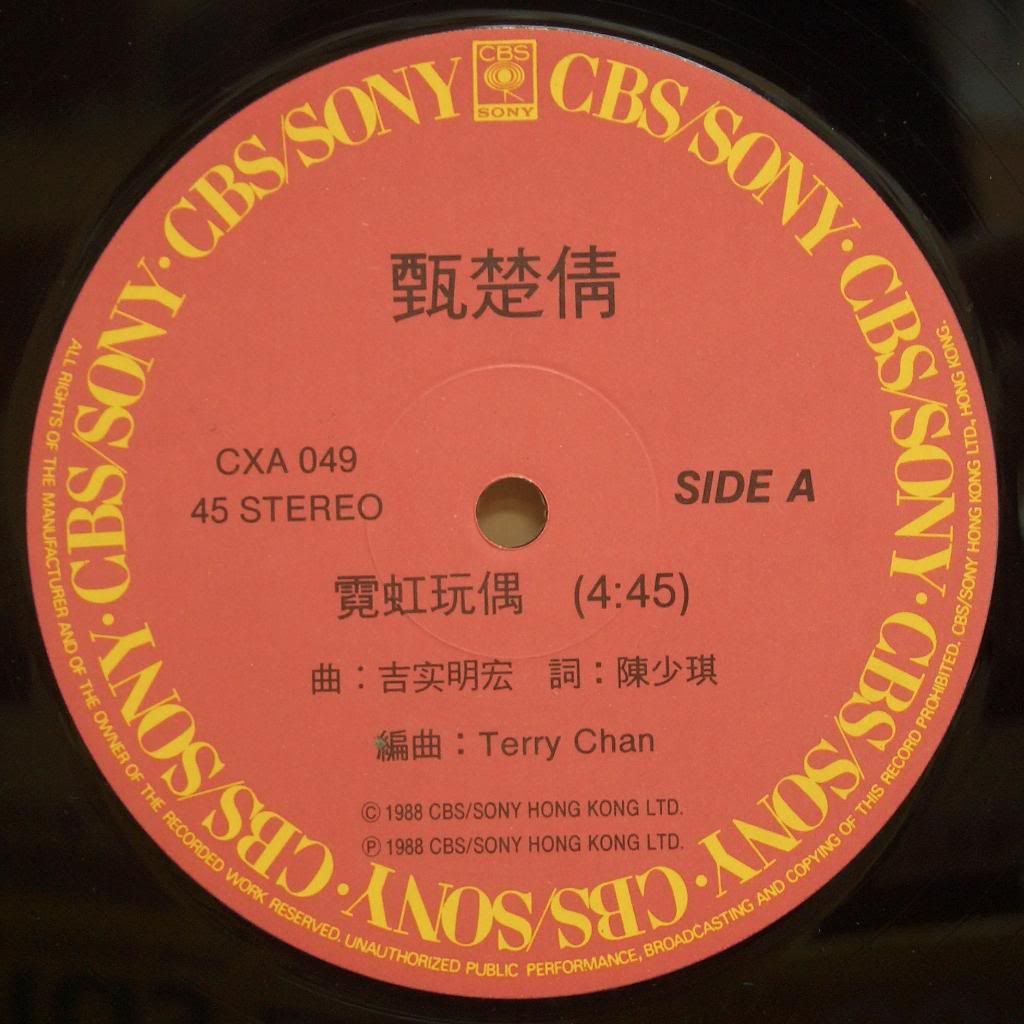 CBS
SONY
CBS/SONY · CBS/SONY · CBS/SONY · CBS/SONY · CBS/SONY · CBS/SONY · CBS/SONY · CBS/SONY · CBS/SONY
甄楚倩
CXA 049
45 STEREO
SIDE A
霓虹玩偶 (4:45)
曲：吉实明宏 詞：陳少琪
編曲：Terry Chan
© 1988 CBS/SONY HONG KONG LTD.
℗ 1988 CBS/SONY HONG KONG LTD.
ALL RIGHTS OF THE MANUFACTURER AND OF THE OWNER OF THE RECORDED WORK RESERVED. UNAUTHORIZED PUBLIC PERFORMANCE, BROADCASTING AND COPYING OF THIS RECORD PROHIBITED. CBS/SONY HONG KONG LTD., HONG KONG.